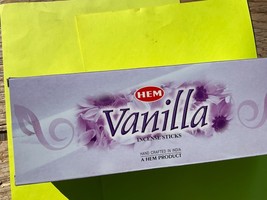 HEM
Vanilla
INCENSE STICKS
HAND CRAFTED IN INDIA
A HEM PRODUCT